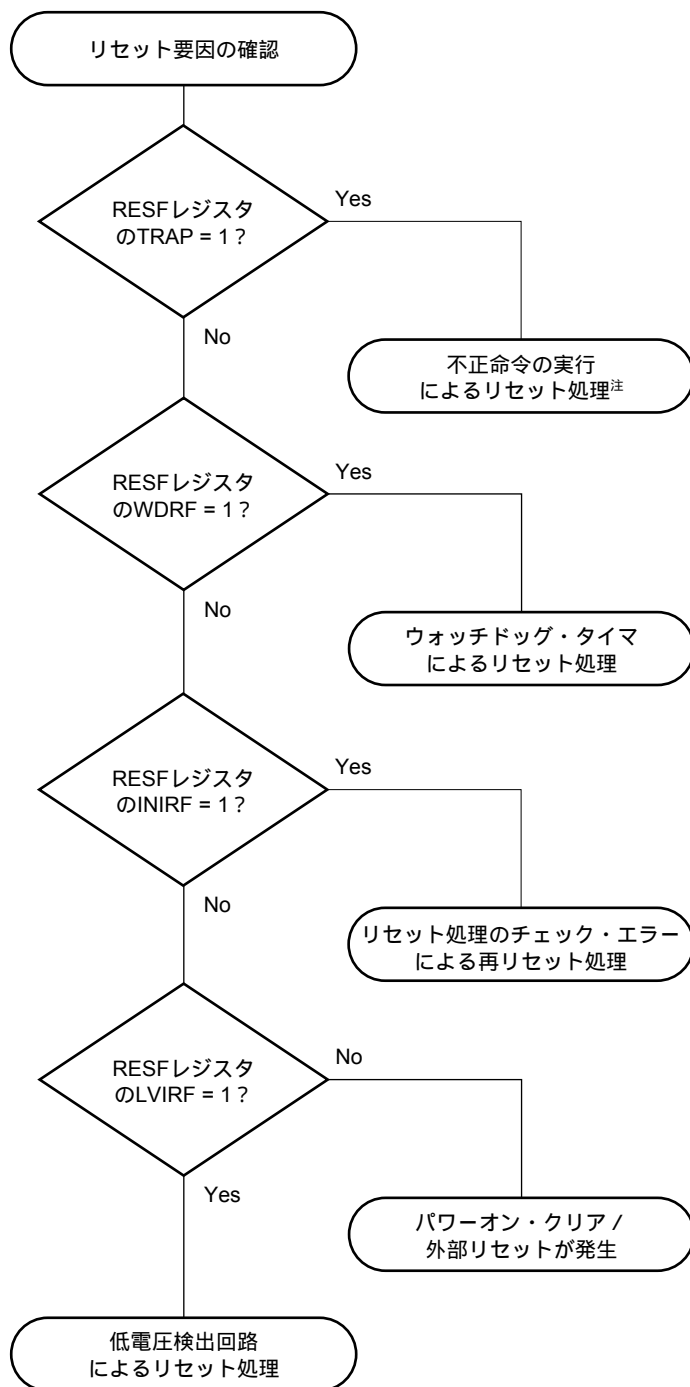 リセット要因の確認
RESFレジスタ
のTRAP = 1？
Yes
No
不正命令の実行
によるリセット処理注
RESFレジスタ
のWDRF = 1？
Yes
No
ウォッチドッグ・タイマ
によるリセット処理
RESFレジスタ
のINIRF = 1？
Yes
No
リセット処理のチェック・エラー
による再リセット処理
RESFレジスタ
のLVIRF = 1？
No
Yes
パワーオン・クリア /
外部リセットが発生
低電圧検出回路
によるリセット処理